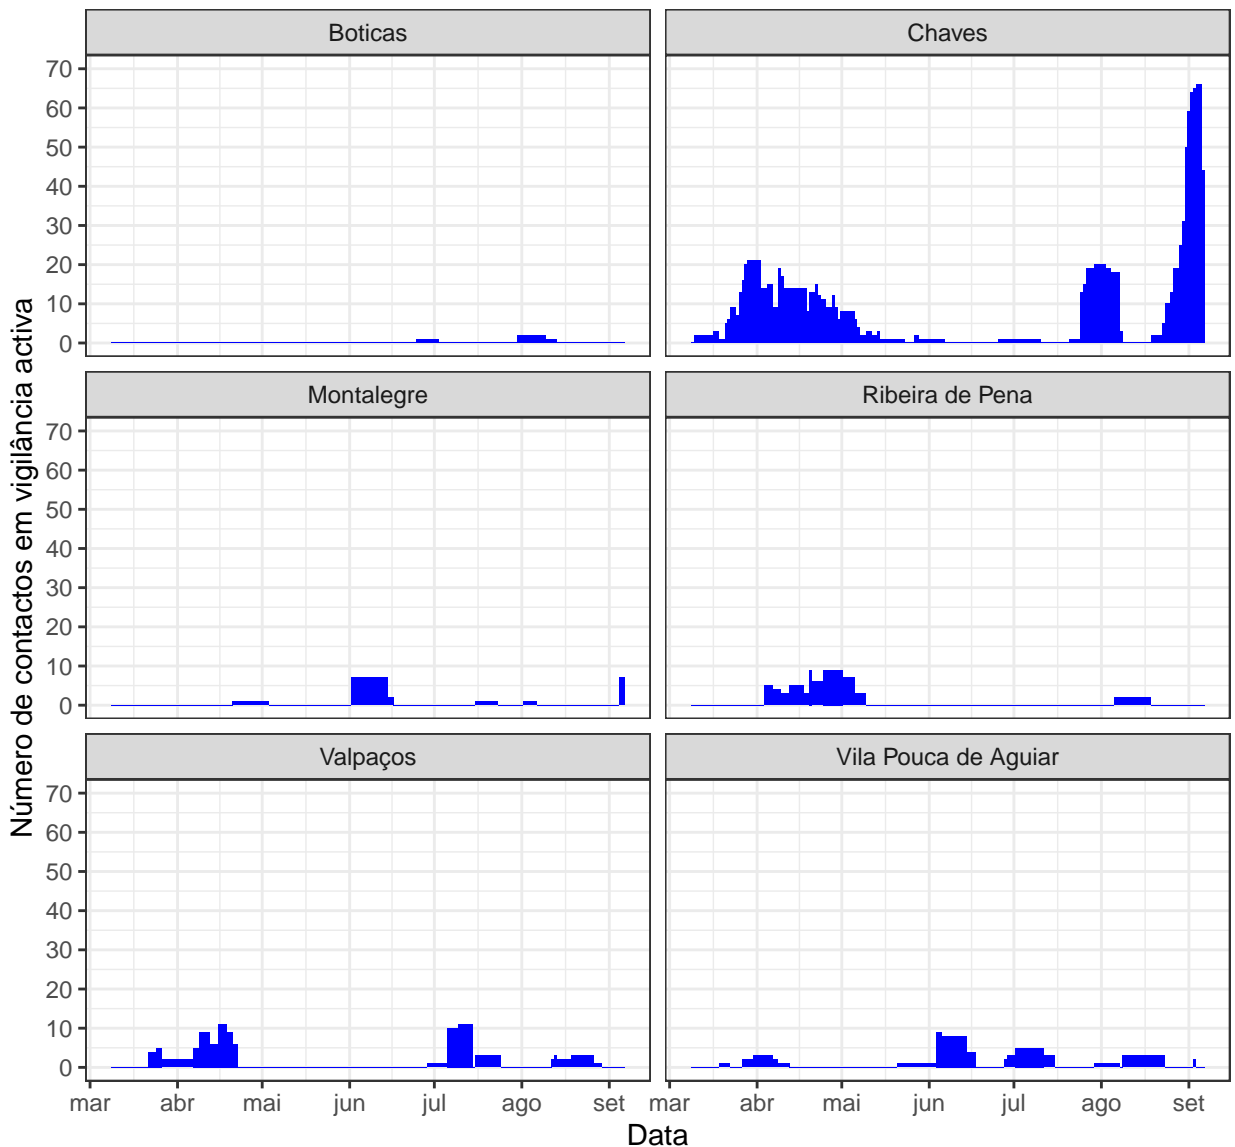 Boticas
Chaves
70
60
50
40
30
20
10
0
Montalegre
Ribeira de Pena
70
60
50
40
30
20
10
0
Valpaços
Vila Pouca de Aguiar
70
60
50
40
30
20
10
0
mar abr mai jun jul ago set
mar abr mai jun jul ago set
Data
Número de contactos em vigilância activa